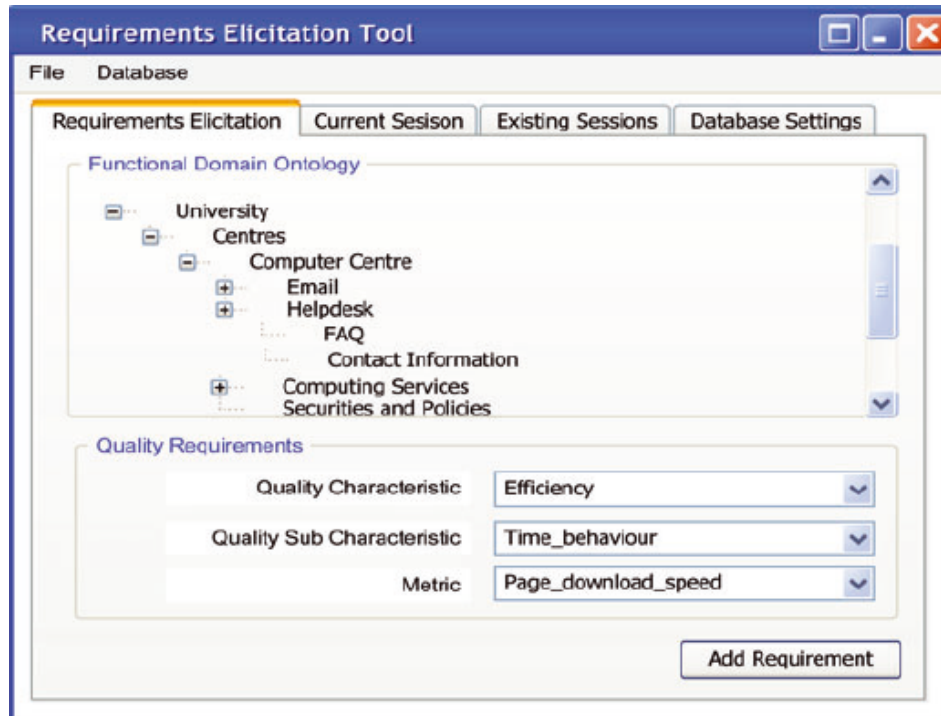 Requirements Elicitation Tool
File Database
Requirements Elicitation Current Sesison Existing Sessions Database Settings
Functional Domain Ontology
University
Centres
Computer Centre
Email
Helpdesk
FAQ
Contact Information
Computing Services
Securities and Policies
Quality Requirements
Quality Characteristic Efficiency
Quality Sub Characteristic Time_behaviour
Metric Page_download_speed
Add Requirement